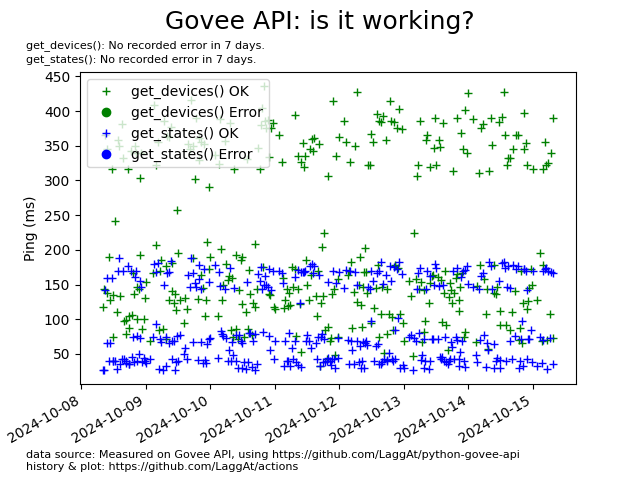 Govee API: is it working?
get_devices(): No recorded error in 7 days.
get_states(): No recorded error in 7 days.
450
400
350
300
250
200
150
100
50
Ping (ms)
get_devices() OK
get_devices() Error
get_states() OK
get_states() Error
2024-10-08
2024-10-09
2024-10-10
2024-10-11
2024-10-12
2024-10-13
2024-10-14
2024-10-15
data source: Measured on Govee API, using https://github.com/LaggAt/python-govee-api
history & plot: https://github.com/LaggAt/actions